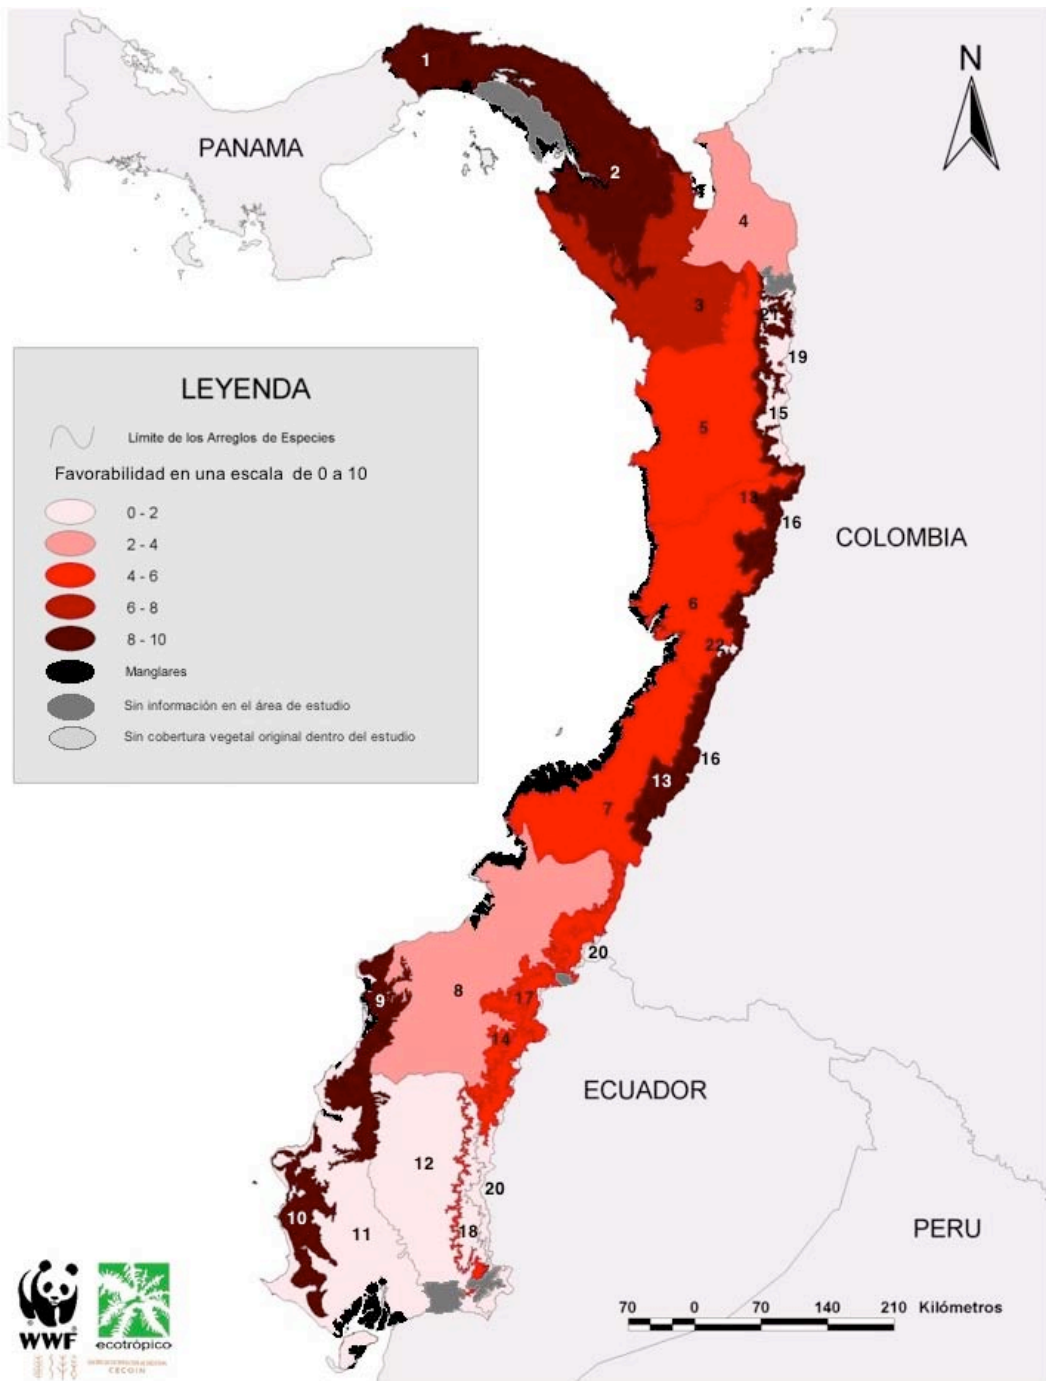 N
PANAMA
1
2
4
3
21
19
15
5
13
16
COLOMBIA
6
22
16
13
7
20
8
9
17
14
ECUADOR
12
20
10
18
11
PERU
LEYENDA
Límite de los Arreglos de Especies
Favorabilidad en una escala de 0 a 10
0 - 2
2 - 4
4 - 6
6 - 8
8 - 10
Manglares
Sin información en el área de estudio
Sin cobertura vegetal original dentro del estudio
70 0 70 140 210 Kilómetros
WWF
ecotrópico
CECOIN